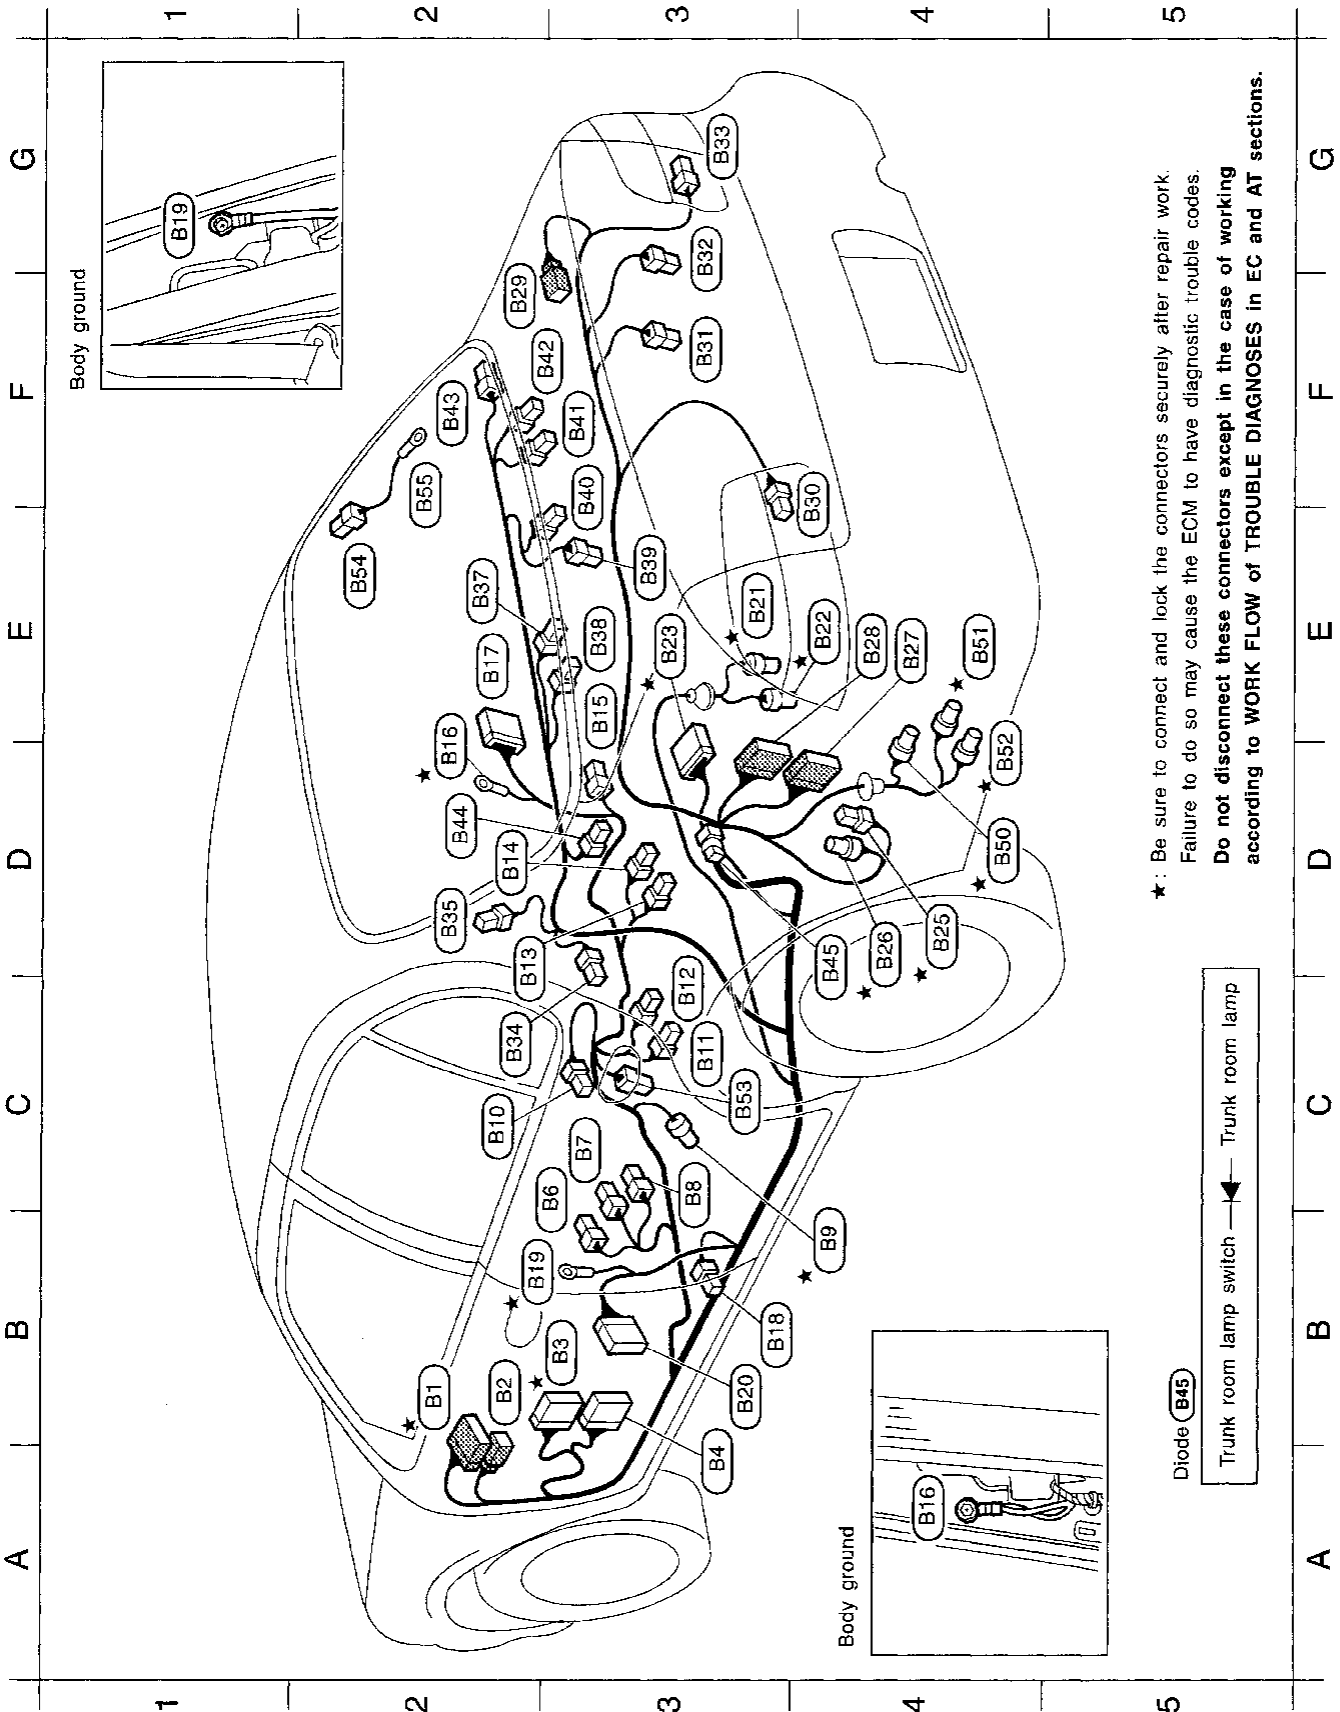 1
2
3
4
5
G
F
E
D
C
B
A
Body ground
B19
B54
B55
B43
B42
B29
B33
B32
B31
B41
B40
B39
B30
B37
B38
B17
B15
★ B16
B44
B14
B35
B13
B34
B10
★ B23
★ B21
★ B22
B28
B27
★ B51
★ B52
★ B50
★ B25
★ B26
B45
B12
B11
B53
B7
B6
B8
★ B9
★ B19
B18
B20
★ B3
B4
B2
★ B1
Body ground
B16
★: Be sure to connect and lock the connectors securely after repair work.
Failure to do so may cause the ECM to have diagnostic trouble codes.
Do not disconnect these connectors except in the case of working
according to WORK FLOW of TROUBLE DIAGNOSES in EC and AT sections.
Diode B45
Trunk room lamp switch Trunk room lamp
A
B
C
D
E
F
G
1
2
3
4
5